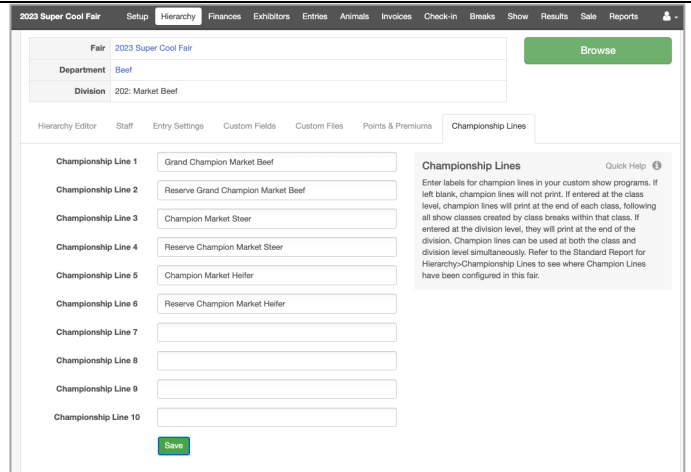 2023 Super Cool Fair Setup Hierarchy Finances Exhibitors Entries Animals Invoices Check-in Breaks Show Results Sale Reports
Fair 2023 Super Cool Fair
Browse
Department Beef
Division 202: Market Beef
Hierarchy Editor Staff Entry Settings Custom Fields Custom Files Points & Premiums Championship Lines
Championship Line 1 Grand Champion Market Beef
Championship Line 2 Reserve Grand Champion Market Beef
Championship Line 3 Champion Market Steer
Championship Line 4 Reserve Champion Market Steer
Championship Line 5 Champion Market Heifer
Championship Line 6 Reserve Champion Market Heifer
Championship Line 7
Championship Line 8
Championship Line 9
Championship Line 10
Save
Championship Lines Quick Help
Enter labels for champion lines in your custom show programs. If
left blank, champion lines will not print. If entered at the class
level, champion lines will print at the end of each class, following
all show classes created by class breaks within that class. If
entered at the division level, they will print at the end of the
division. Champion lines can be used at both the class and
division level simultaneously. Refer to the Standard Report for
Hierarchy>Championship Lines to see where Champion Lines
have been configured in this fair.